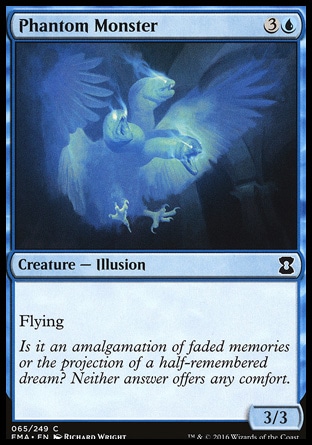 Phantom Monster 3
Creature — Illusion
Flying
Is it an amalgamation of faded memories
or the projection of a half-remembered
dream? Neither answer offers any comfort.
3/3
065/249 C
EMA • EN Richard Wright
™ & © 2016 Wizards of the Coast